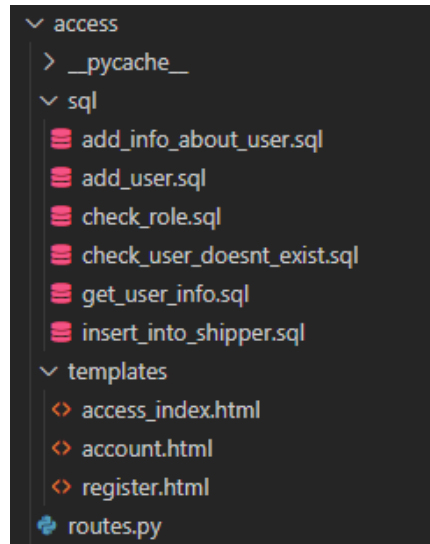 access
__pycache__
sql
add_info_about_user.sql
add_user.sql
check_role.sql
check_user_doesnt_exist.sql
get_user_info.sql
insert_into_shipper.sql
templates
access_index.html
account.html
register.html
routes.py